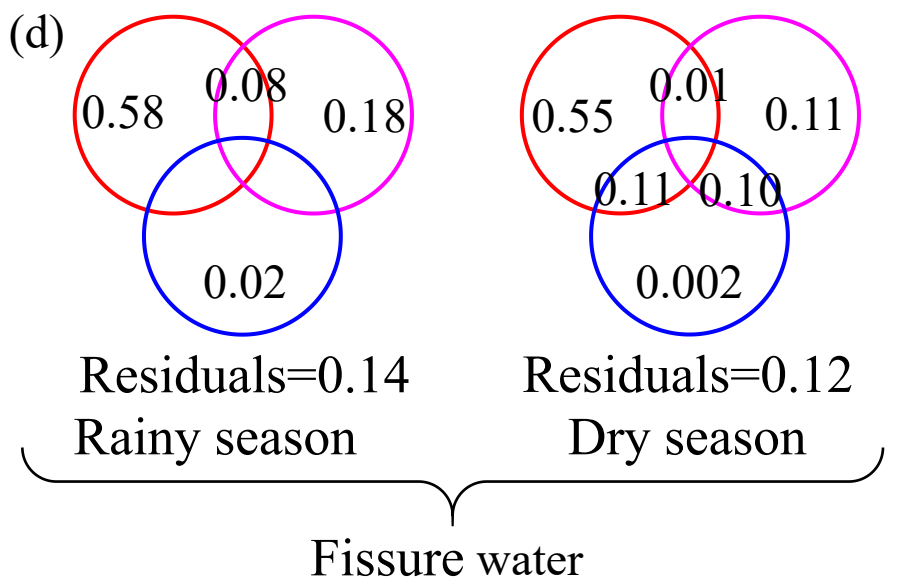 (d)
0.58 0.08 0.18 0.55 0.01 0.11
0.11 0.10
0.02 0.002
Residuals=0.14 Residuals=0.12
Rainy season Dry season
Fissure water